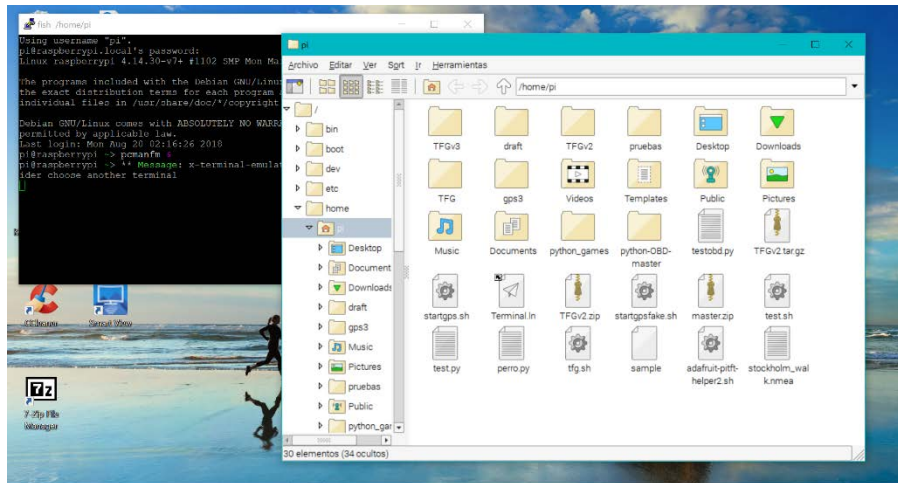 fish /home/pi
Using username "pi".
pi@raspberrypi.local's password:
Linux raspberrypi 4.14.30-v7+ #1102 SMP Mon Ma
The programs included with the Debian GNU/Linu
the exact distribution terms for each program
individual files in /usr/share/doc/*/copyright
Debian GNU/Linux comes with ABSOLUTELY NO WARR
permitted by applicable law.
Last login: Mon Aug 20 02:16:26 2018
pi@raspberrypi ~> pcmanfm &
pi@raspberrypi ~> ** Message: x-terminal-emulat
ider choose another terminal
CCleaner
Smart View
7z
7-Zip File
Manager
pi
Archivo Editar Ver Sort Ir Herramientas
/home/pi
/
bin
boot
dev
etc
home
pi
Desktop
Document
Downloads
draft
gps3
Music
Pictures
pruebas
Public
python_gar
TFGv3 draft TFGv2 pruebas Desktop Downloads
TFG gps3 Videos Templates Public Pictures
Music Documents python_games python-OBD- testobd.py TFGv2.tar.gz
master
startgps.sh Terminal.ln TFGv2.zip startgpsfake.sh master.zip test.sh
test.py perro.py tfg.sh sample adafruit-pitft- stockholm_wal
helper2.sh k.nmea
30 elementos (34 ocultos)